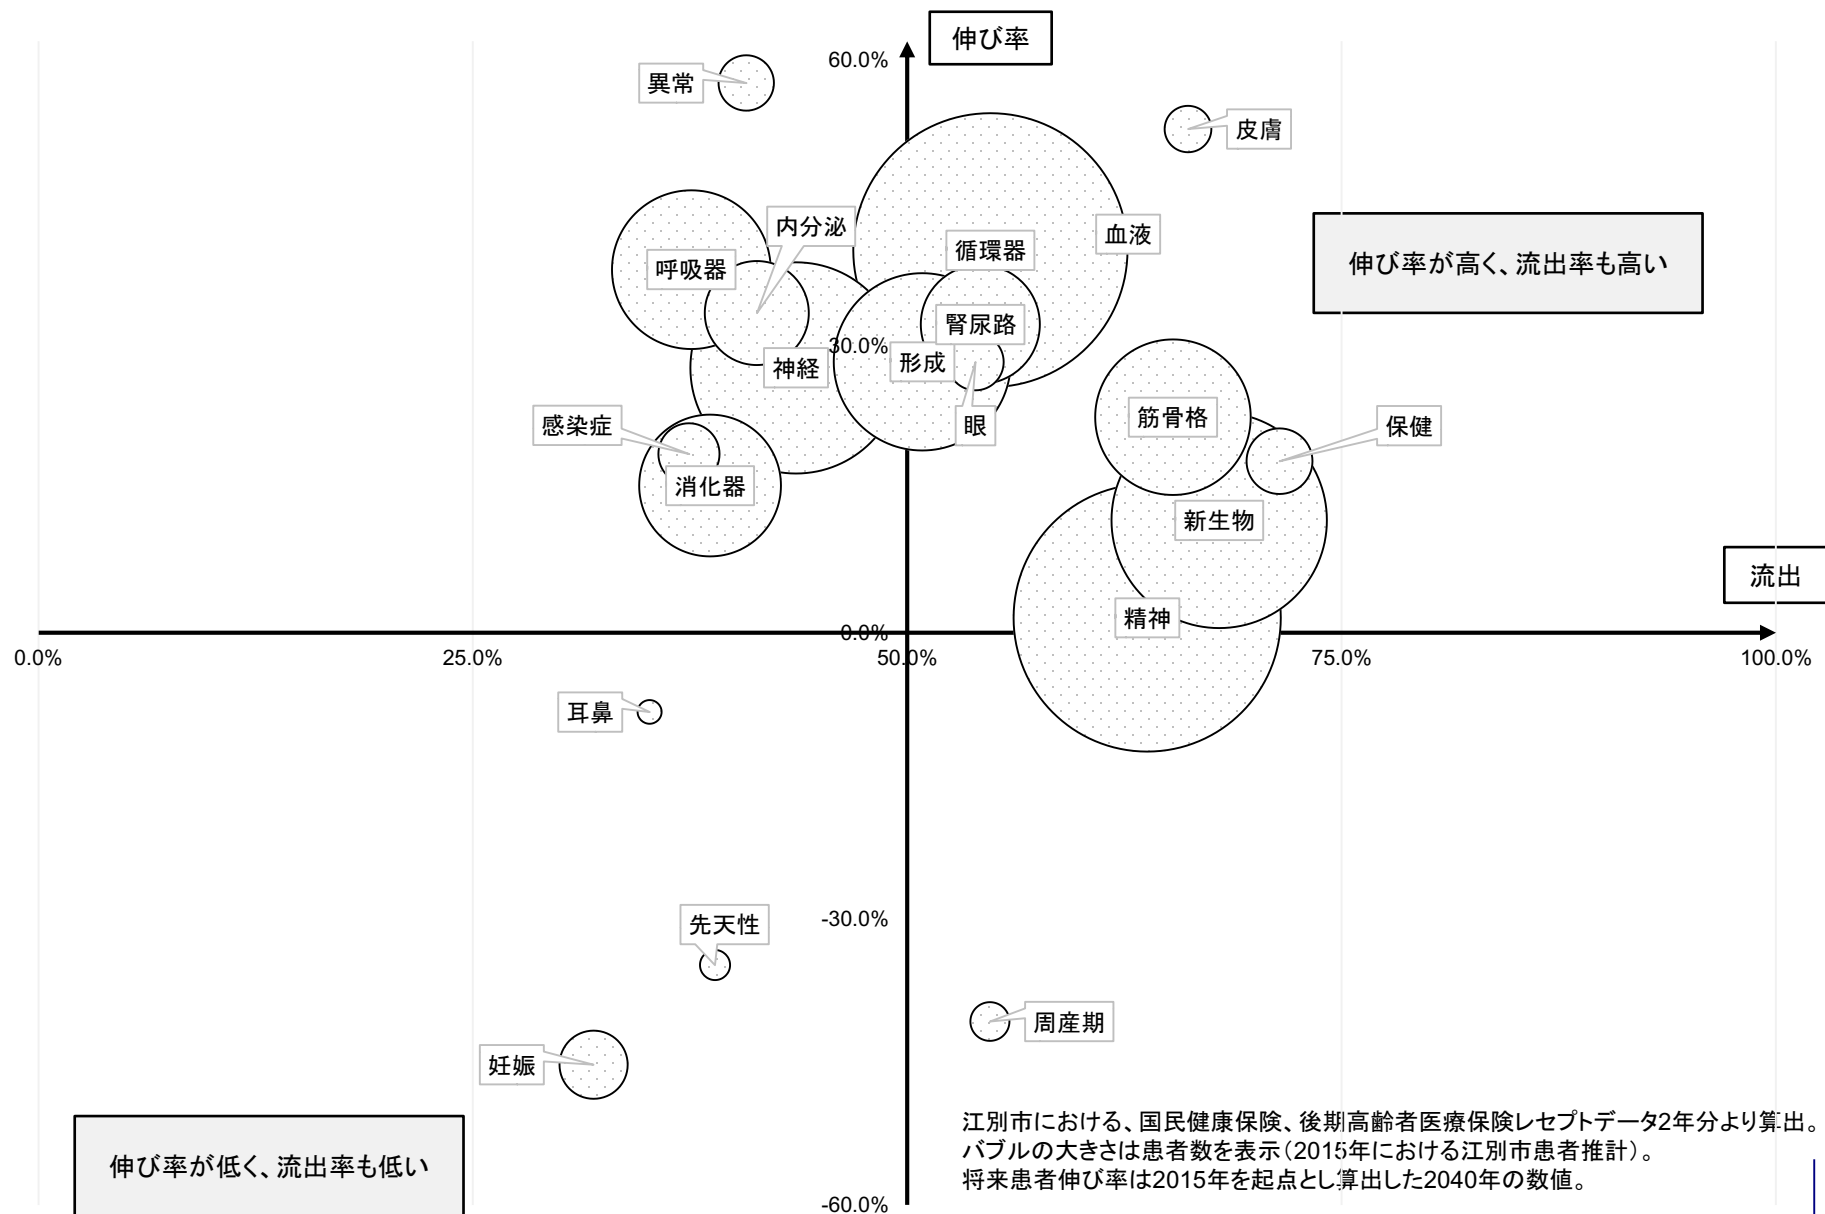 伸び率
60.0%
異常
皮膚
内分泌
循環器
血液
呼吸器
伸び率が高く、流出率も高い
腎尿路
30.0%
形成
神経
感染症
眼
筋骨格
保健
消化器
新生物
流出
精神
0.0%
0.0%
25.0%
50.0%
75.0%
100.0%
耳鼻
-30.0%
先天性
周産期
妊娠
江別市における、国民健康保険、後期高齢者医療保険レセプトデータ2年分より算出。
バブルの大きさは患者数を表示（2015年における江別市患者推計）。
将来患者伸び率は2015年を起点とし算出した2040年の数値。
伸び率が低く、流出率も低い
-60.0%